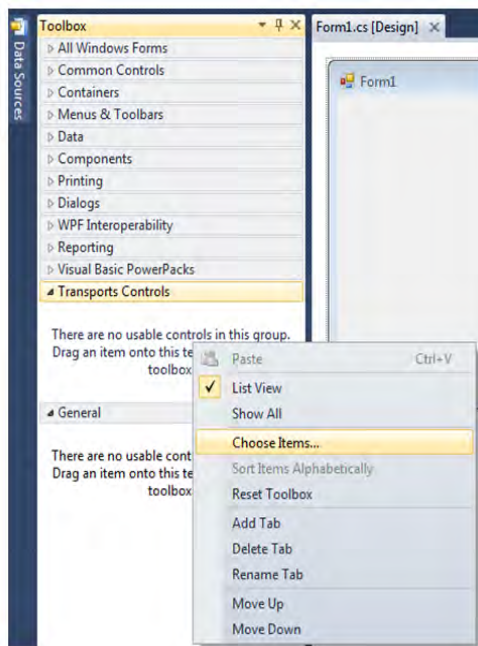 Data Sources
Toolbox
All Windows Forms
Common Controls
Containers
Menus & Toolbars
Data
Components
Printing
Dialogs
WPF Interoperability
Reporting
Visual Basic PowerPacks
Transports Controls
There are no usable controls in this group.
Drag an item onto this te
toolbox
General
There are no usable cont
Drag an item onto this te
toolbox
Form1.cs [Design]
Form1
Paste Ctrl+V
List View
Show All
Choose Items...
Sort Items Alphabetically
Reset Toolbox
Add Tab
Delete Tab
Rename Tab
Move Up
Move Down